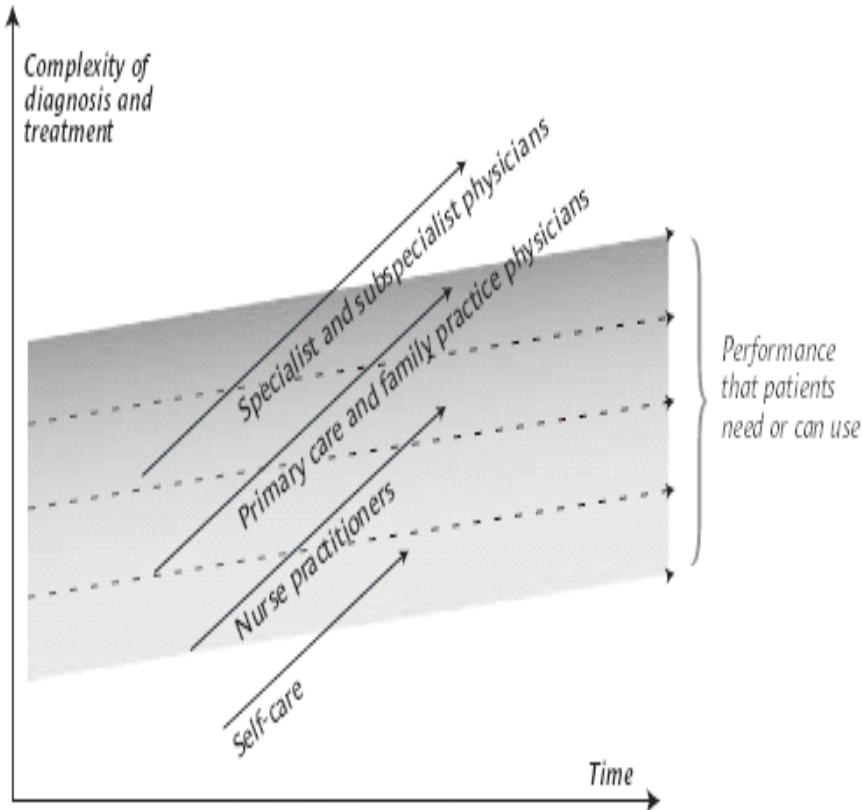 Complexity of
diagnosis and
treatment
Specialist and subspecialist physicians
Primary care and family practice physicians
Nurse practitioners
Self-care
Performance
that patients
need or can use
Time